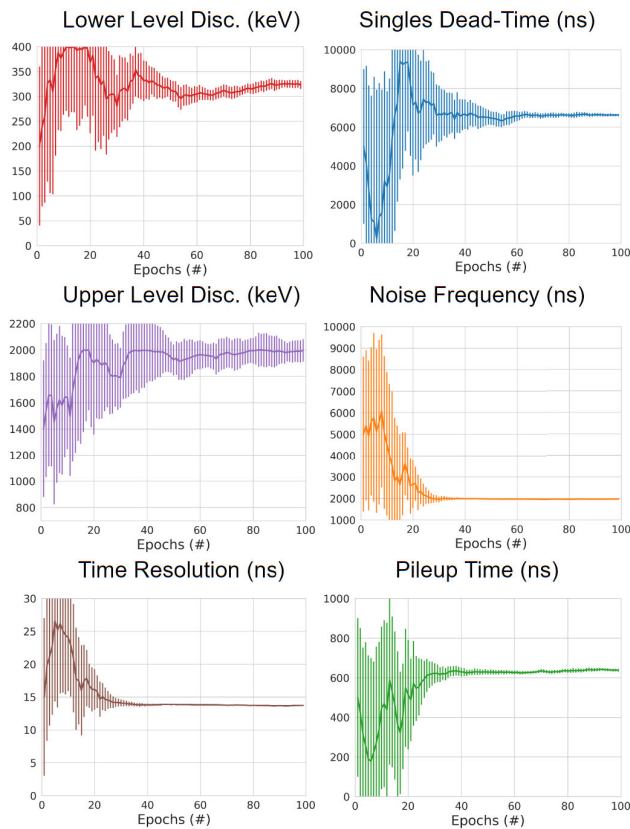 Lower Level Disc. (keV)
400
350
300
250
200
150
100
50
0
0 20 40 60 80 100
Epochs (#)
Singles Dead-Time (ns)
10000
8000
6000
4000
2000
0
0 20 40 60 80 100
Epochs (#)
Upper Level Disc. (keV)
2200
2000
1800
1600
1400
1200
1000
800
0 20 40 60 80 100
Epochs (#)
Noise Frequency (ns)
10000
9000
8000
7000
6000
5000
4000
3000
2000
1000
0 20 40 60 80 100
Epochs (#)
Time Resolution (ns)
30
25
20
15
10
5
0
0 20 40 60 80 100
Epochs (#)
Pileup Time (ns)
1000
800
600
400
200
0
0 20 40 60 80 100
Epochs (#)